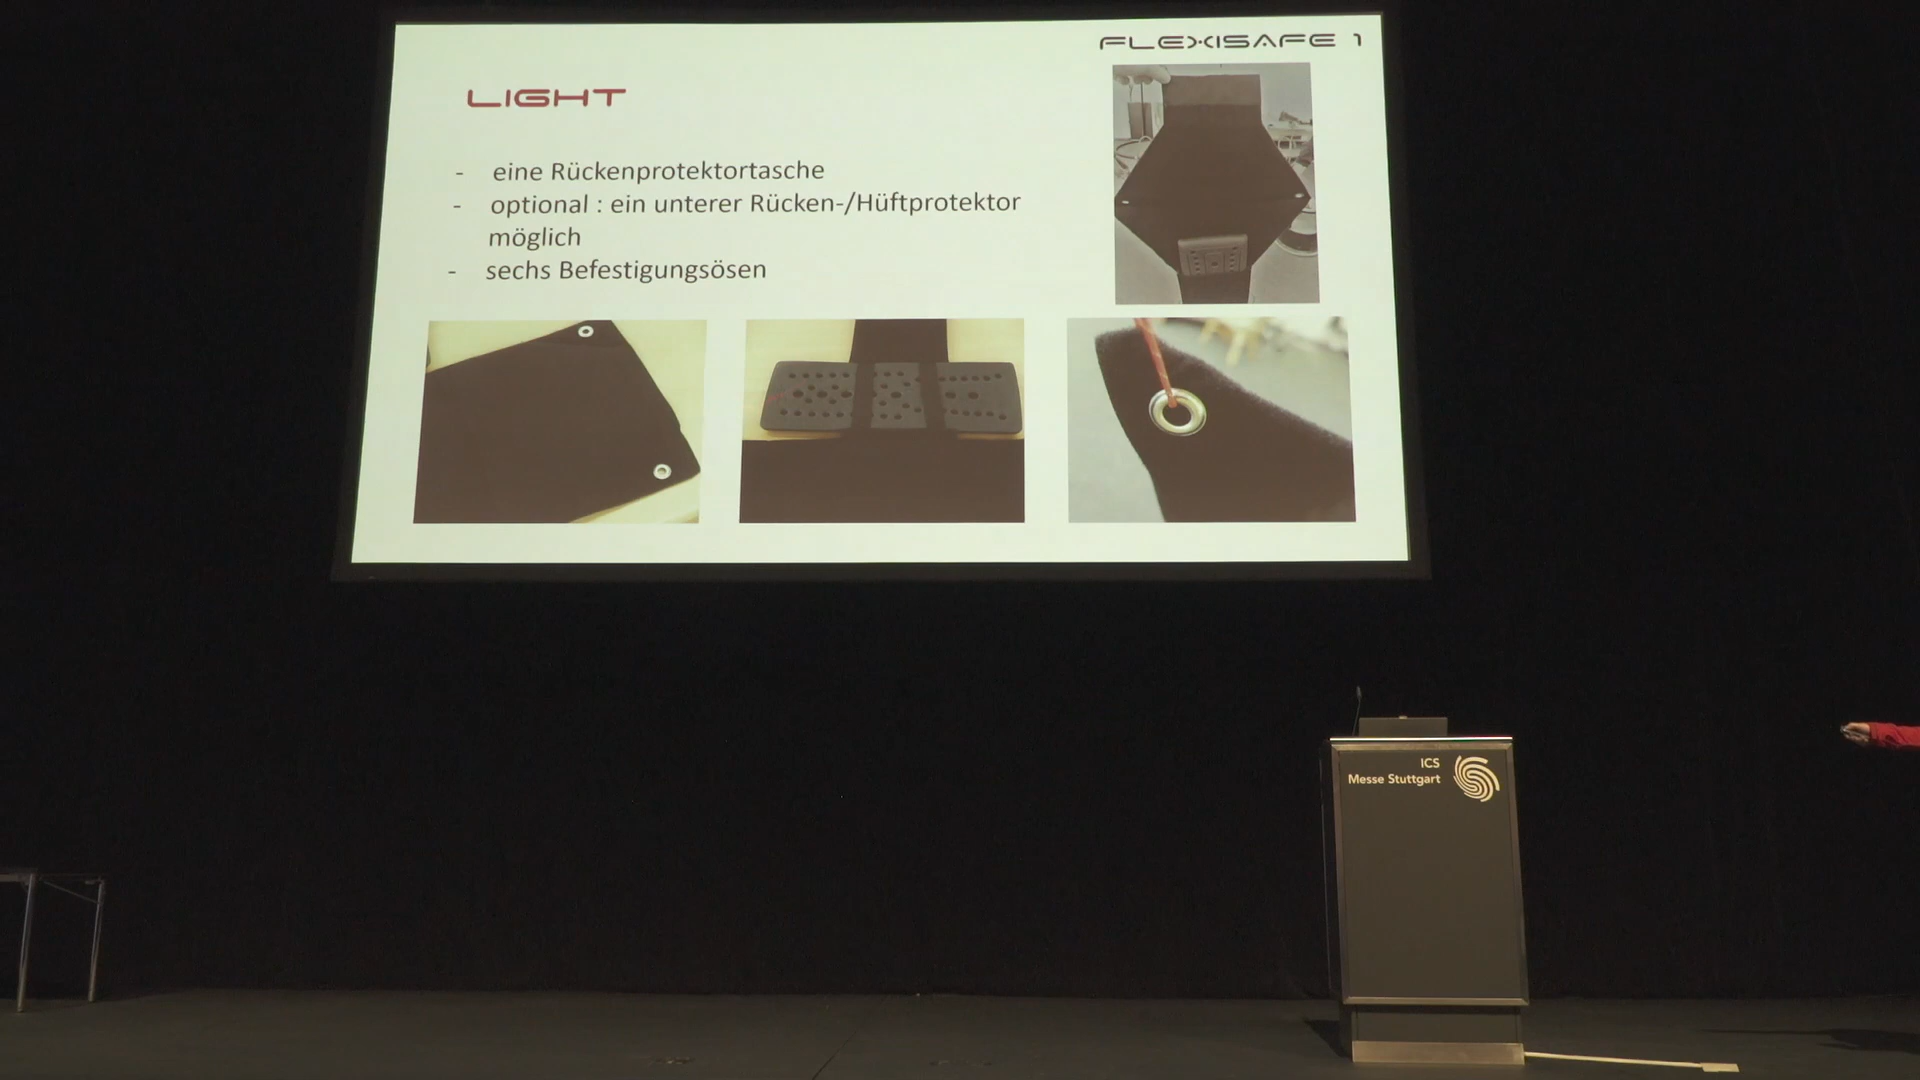 FLEXISAFE 1
LIGHT
- eine Rückenprotektortasche
- optional : ein unterer Rücken-/Hüftprotektor
möglich
- sechs Befestigungsösen
ICS
Messe Stuttgart